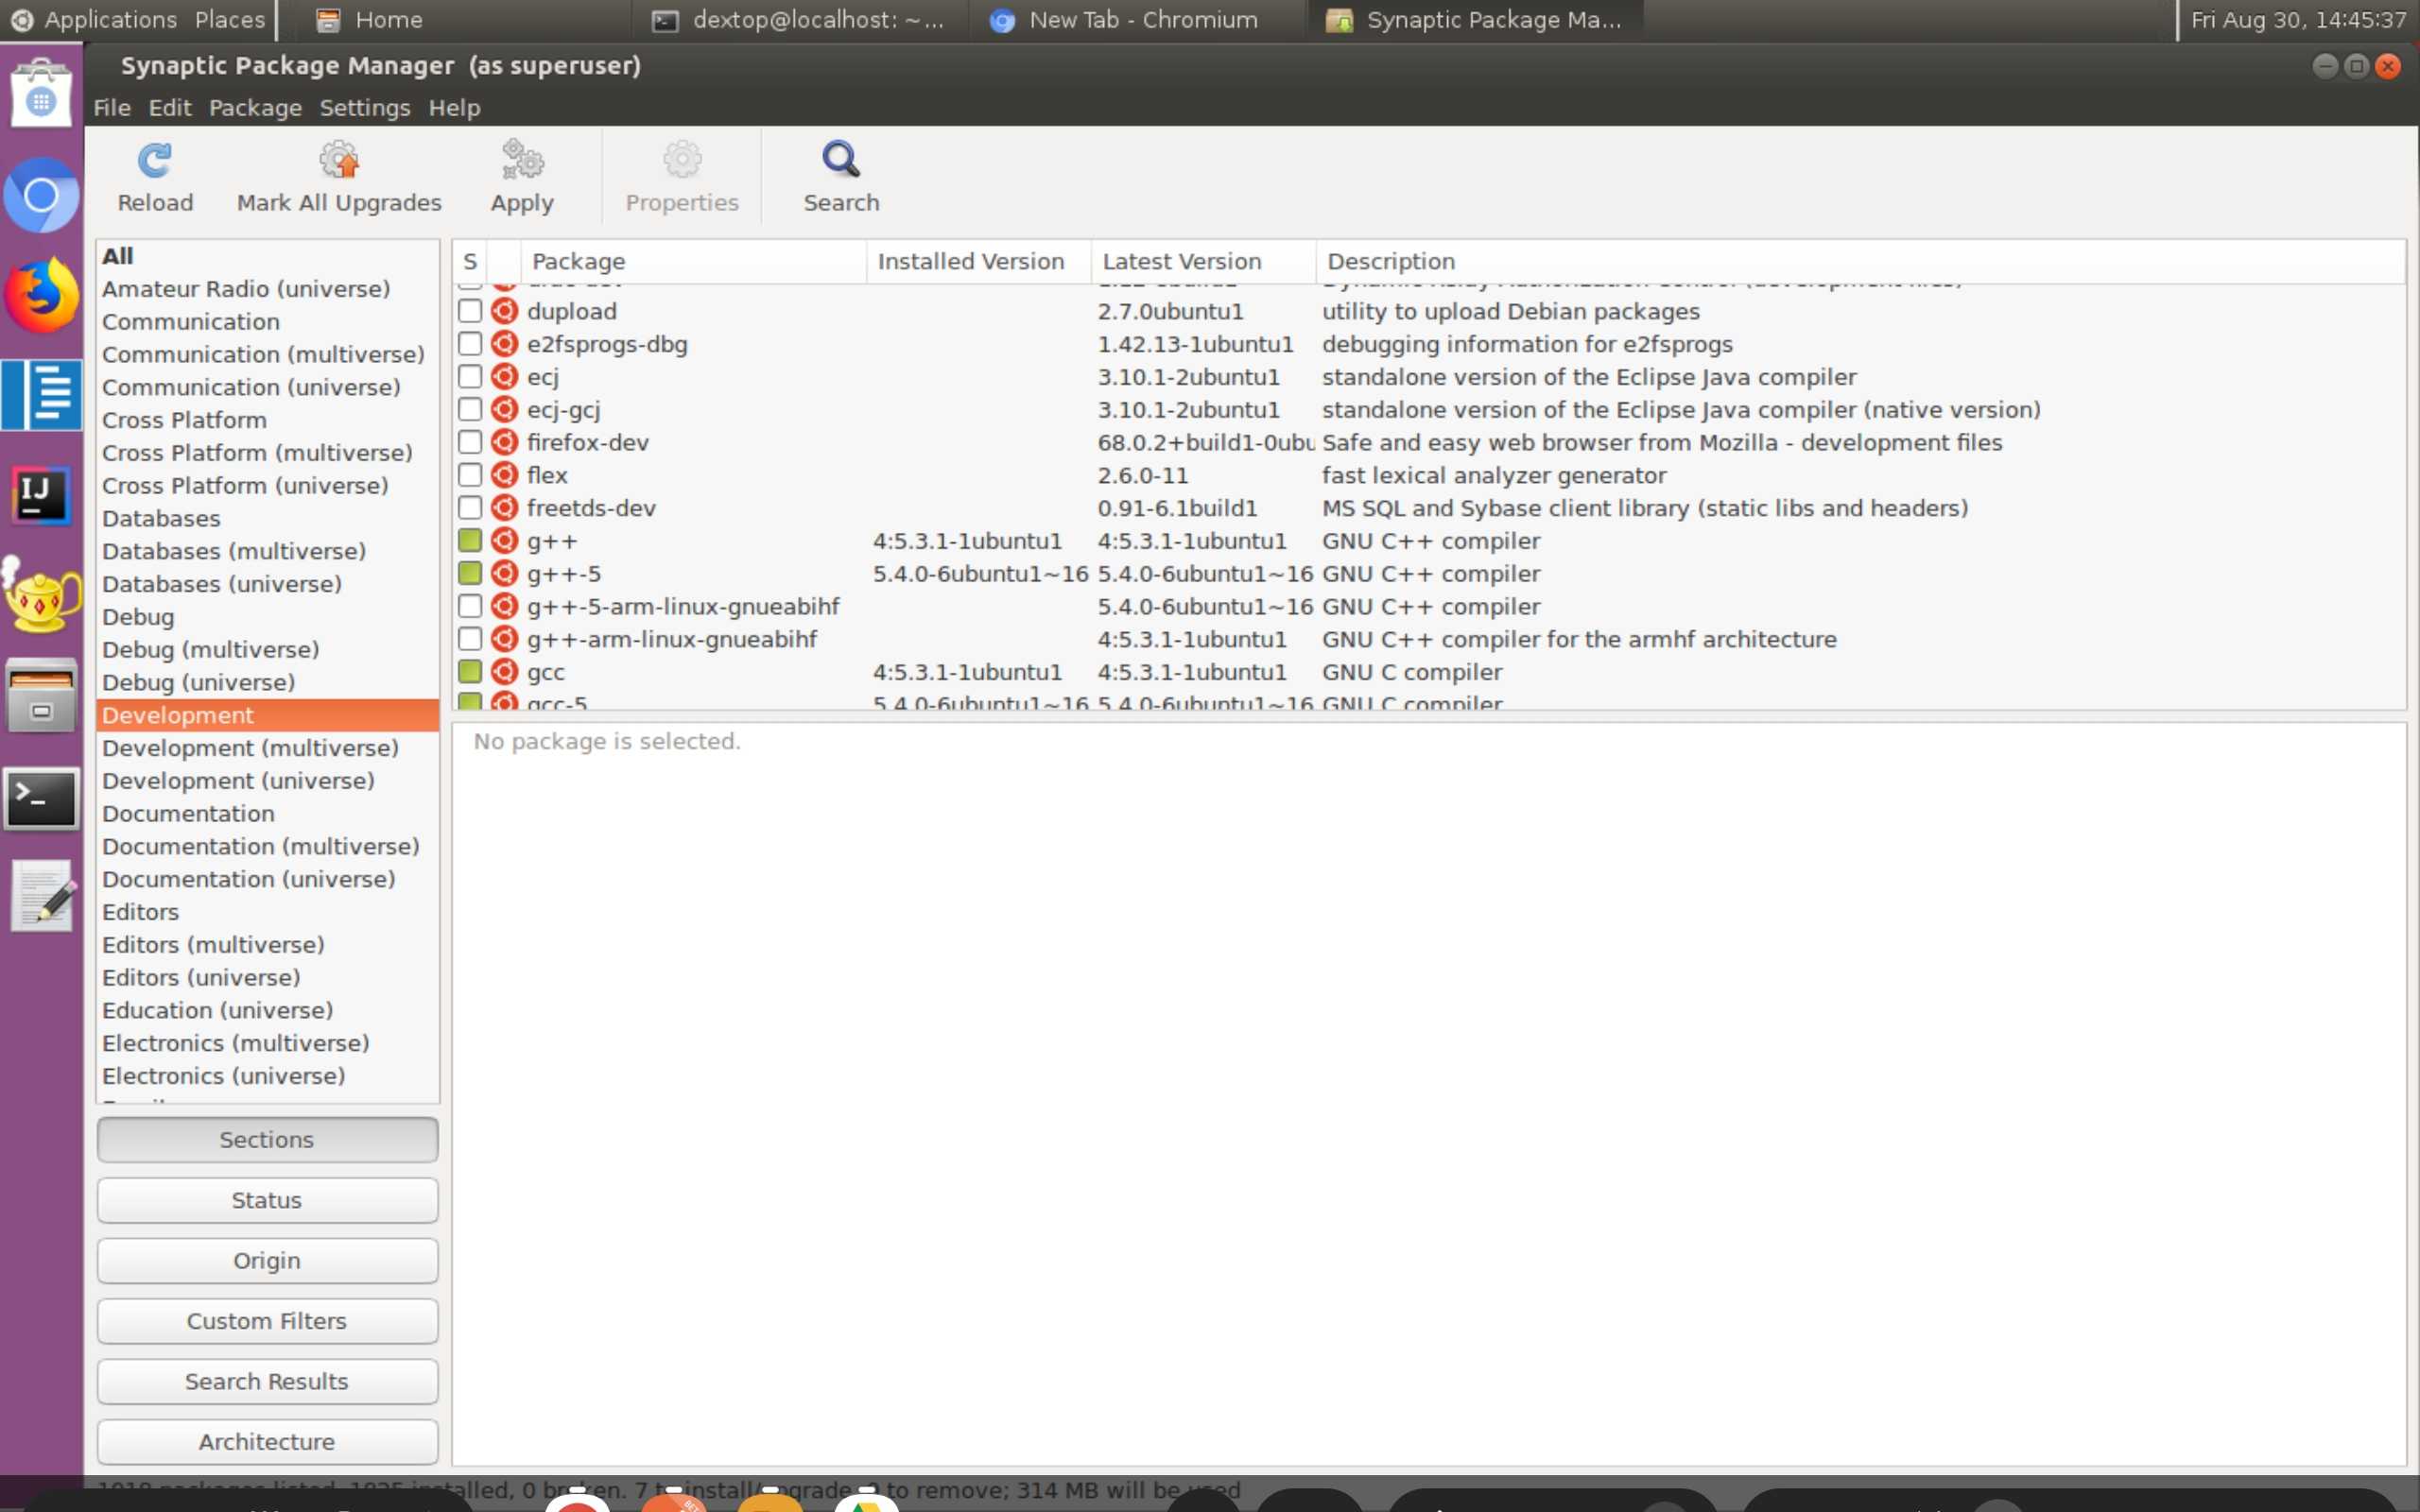 Applications Places Home dextop@localhost: ~... New Tab - Chromium Synaptic Package Ma... Fri Aug 30, 14:45:37
Synaptic Package Manager (as superuser)
File Edit Package Settings Help
Reload Mark All Upgrades Apply Properties Search
All
Amateur Radio (universe)
Communication
Communication (multiverse)
Communication (universe)
Cross Platform
Cross Platform (multiverse)
Cross Platform (universe)
Databases
Databases (multiverse)
Databases (universe)
Debug
Debug (multiverse)
Debug (universe)
Development
Development (multiverse)
Development (universe)
Documentation
Documentation (multiverse)
Documentation (universe)
Editors
Editors (multiverse)
Editors (universe)
Education (universe)
Electronics (multiverse)
Electronics (universe)
Sections
Status
Origin
Custom Filters
Search Results
Architecture
S Package Installed Version Latest Version Description
dupload 2.7.0ubuntu1 utility to upload Debian packages
e2fsprogs-dbg 1.42.13-1ubuntu1 debugging information for e2fsprogs
ecj 3.10.1-2ubuntu1 standalone version of the Eclipse Java compiler
ecj-gcj 3.10.1-2ubuntu1 standalone version of the Eclipse Java compiler (native version)
firefox-dev 68.0.2+build1-0ubu Safe and easy web browser from Mozilla - development files
flex 2.6.0-11 fast lexical analyzer generator
freetds-dev 0.91-6.1build1 MS SQL and Sybase client library (static libs and headers)
g++ 4:5.3.1-1ubuntu1 4:5.3.1-1ubuntu1 GNU C++ compiler
g++-5 5.4.0-6ubuntu1~16 5.4.0-6ubuntu1~16 GNU C++ compiler
g++-5-arm-linux-gnueabihf 5.4.0-6ubuntu1~16 GNU C++ compiler
g++-arm-linux-gnueabihf 4:5.3.1-1ubuntu1 GNU C++ compiler for the armhf architecture
gcc 4:5.3.1-1ubuntu1 4:5.3.1-1ubuntu1 GNU C compiler
gcc-5 5.4.0-6ubuntu1~16 5.4.0-6ubuntu1~16 GNU C compiler
No package is selected.
IJ
0 to remove; 314 MB will be used